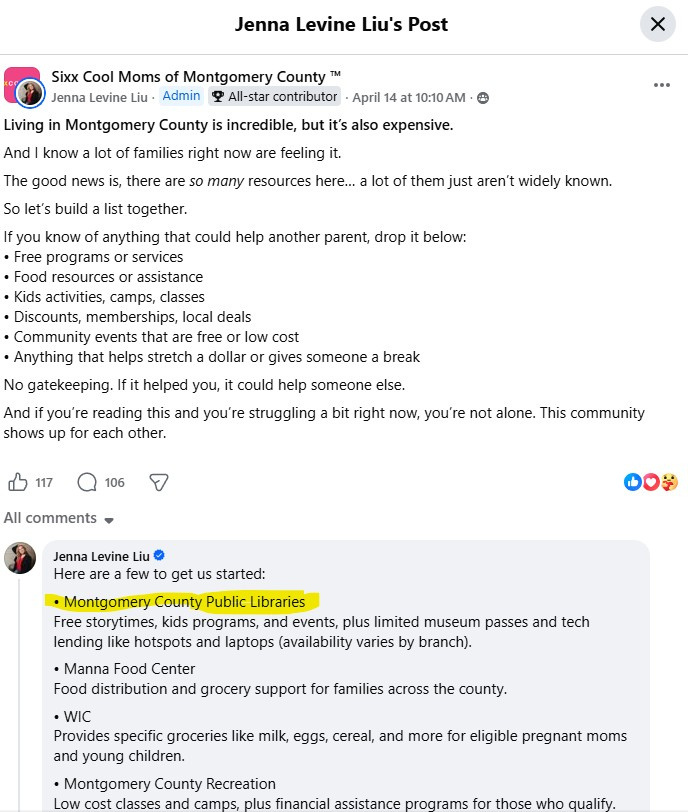 Jenna Levine Liu's Post
Sixx Cool Moms of Montgomery County ™
Jenna Levine Liu · Admin All-star contributor · April 14 at 10:10 AM ·
Living in Montgomery County is incredible, but it's also expensive.
And I know a lot of families right now are feeling it.
The good news is, there are so many resources here... a lot of them just aren't widely known.
So let's build a list together.
If you know of anything that could help another parent, drop it below:
• Free programs or services
• Food resources or assistance
• Kids activities, camps, classes
• Discounts, memberships, local deals
• Community events that are free or low cost
• Anything that helps stretch a dollar or gives someone a break
No gatekeeping. If it helped you, it could help someone else.
And if you're reading this and you're struggling a bit right now, you're not alone. This community
shows up for each other.
117 106
All comments
Jenna Levine Liu
Here are a few to get us started:
• Montgomery County Public Libraries
Free storytimes, kids programs, and events, plus limited museum passes and tech
lending like hotspots and laptops (availability varies by branch).
• Manna Food Center
Food distribution and grocery support for families across the county.
• WIC
Provides specific groceries like milk, eggs, cereal, and more for eligible pregnant moms
and young children.
• Montgomery County Recreation
Low cost classes and camps, plus financial assistance programs for those who qualify.